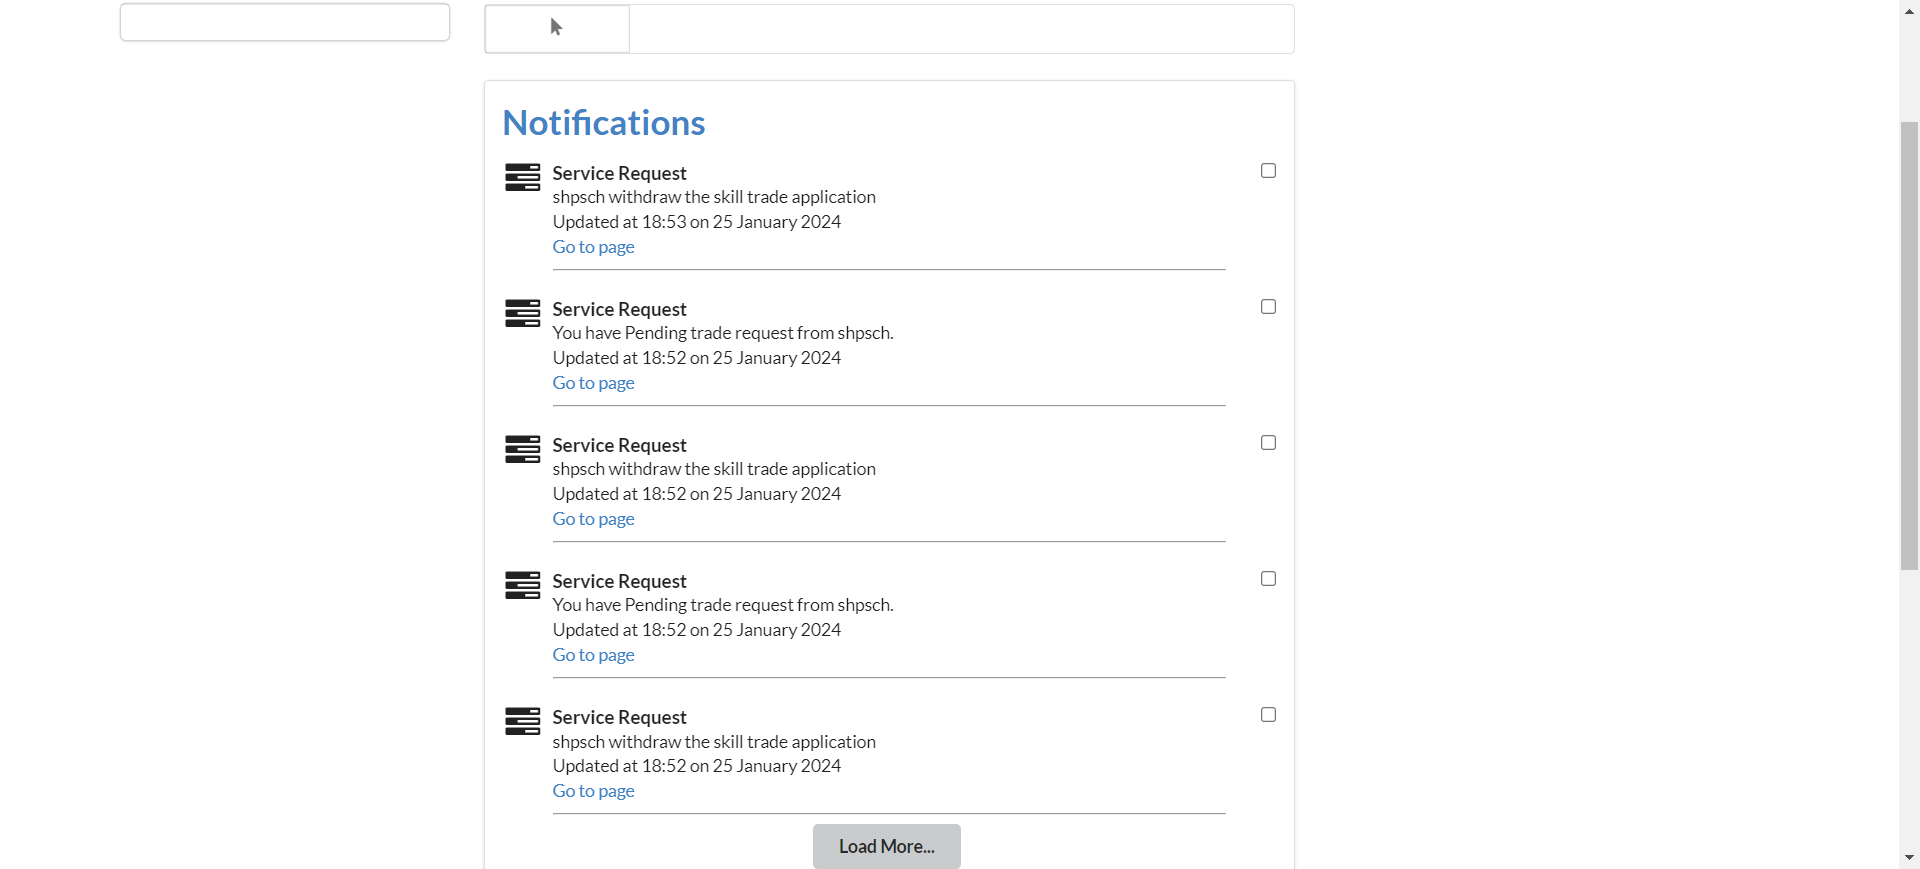 Notifications
Service Request
shpsch withdraw the skill trade application
Updated at 18:53 on 25 January 2024
Go to page
Service Request
You have Pending trade request from shpsch.
Updated at 18:52 on 25 January 2024
Go to page
Service Request
shpsch withdraw the skill trade application
Updated at 18:52 on 25 January 2024
Go to page
Service Request
You have Pending trade request from shpsch.
Updated at 18:52 on 25 January 2024
Go to page
Service Request
shpsch withdraw the skill trade application
Updated at 18:52 on 25 January 2024
Go to page
Load More...